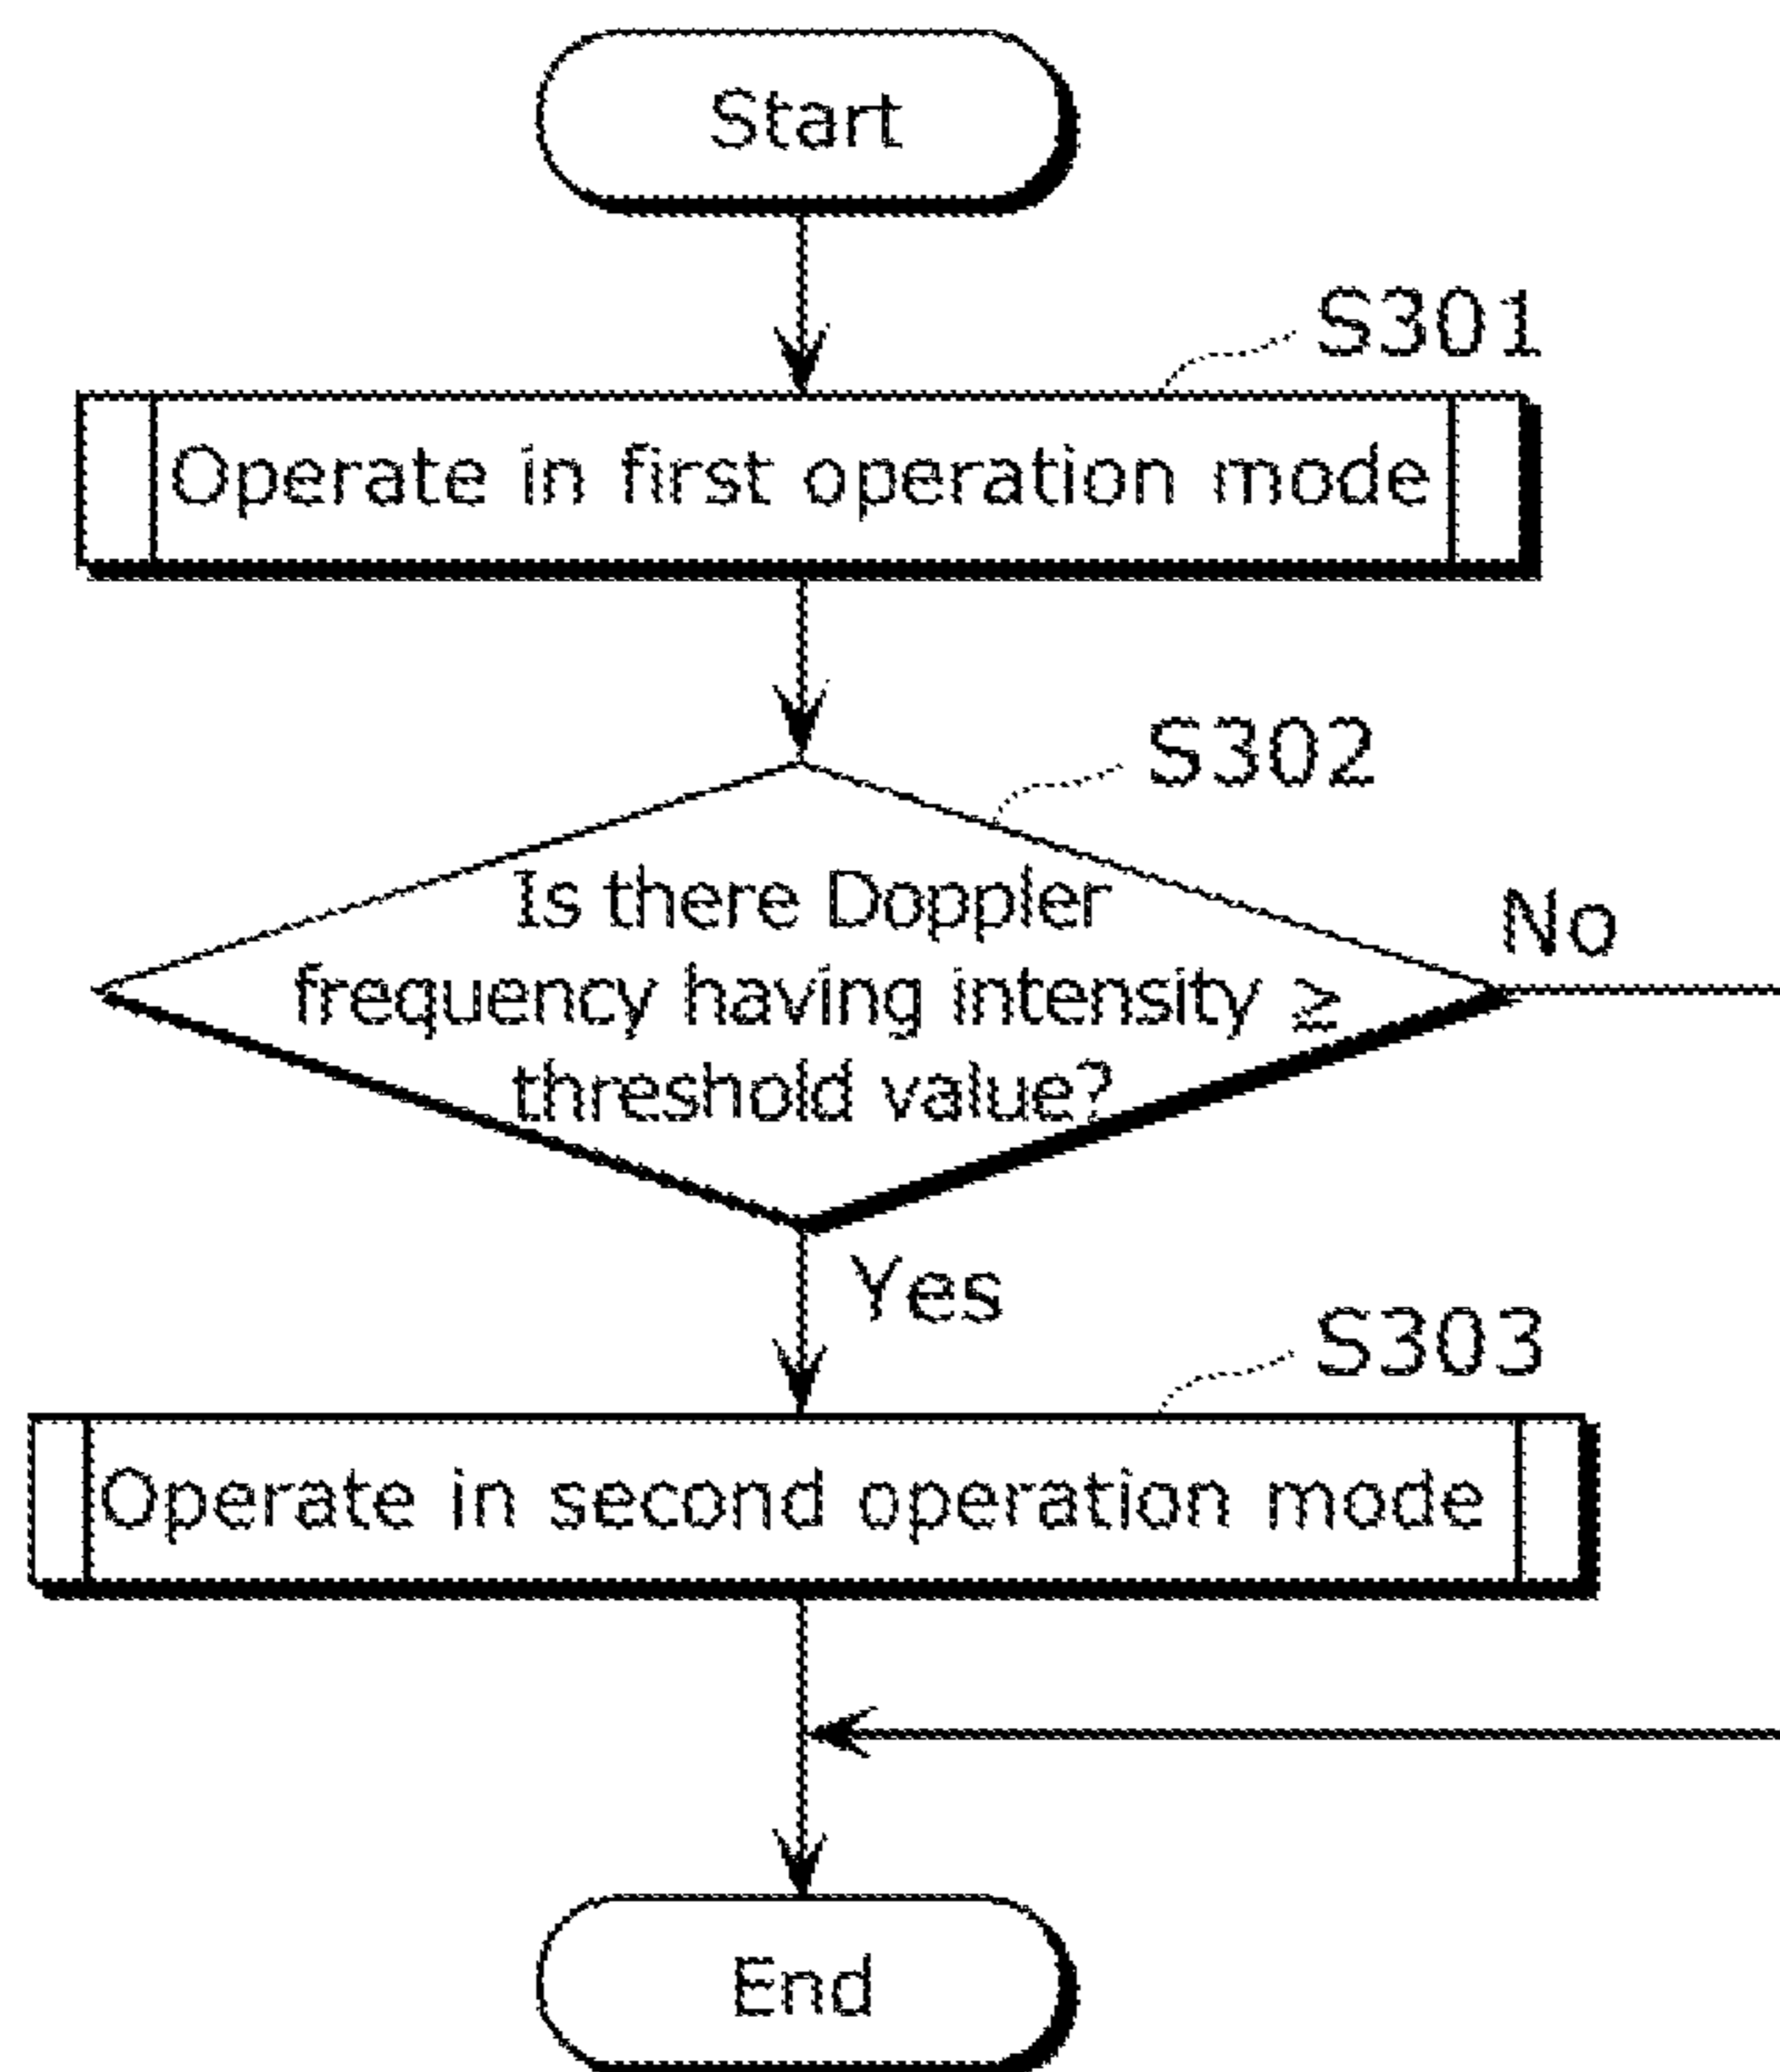 Start
S301
Operate in first operation mode
S302
Is there Doppler
frequency having intensity ≧
threshold value?
No
Yes
S303
Operate in second operation mode
End